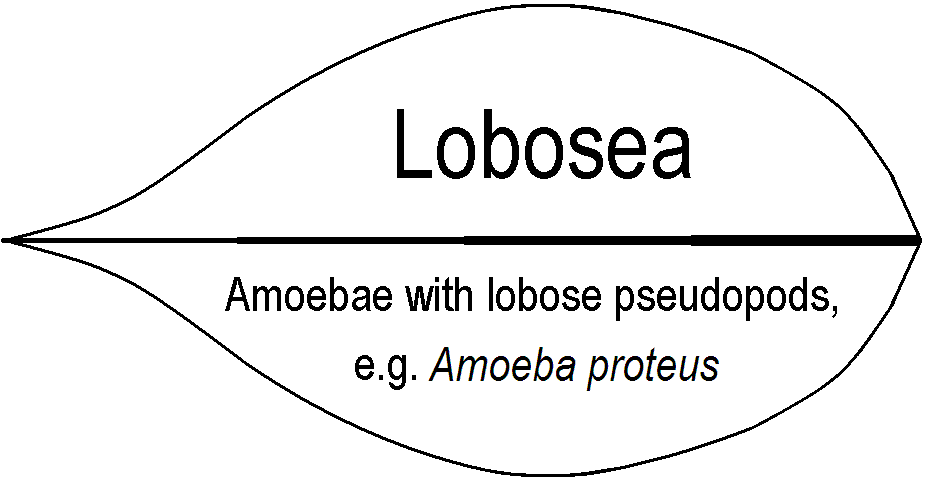 Lobosea
Amoebae with lobose pseudopods,
e.g. Amoeba proteus